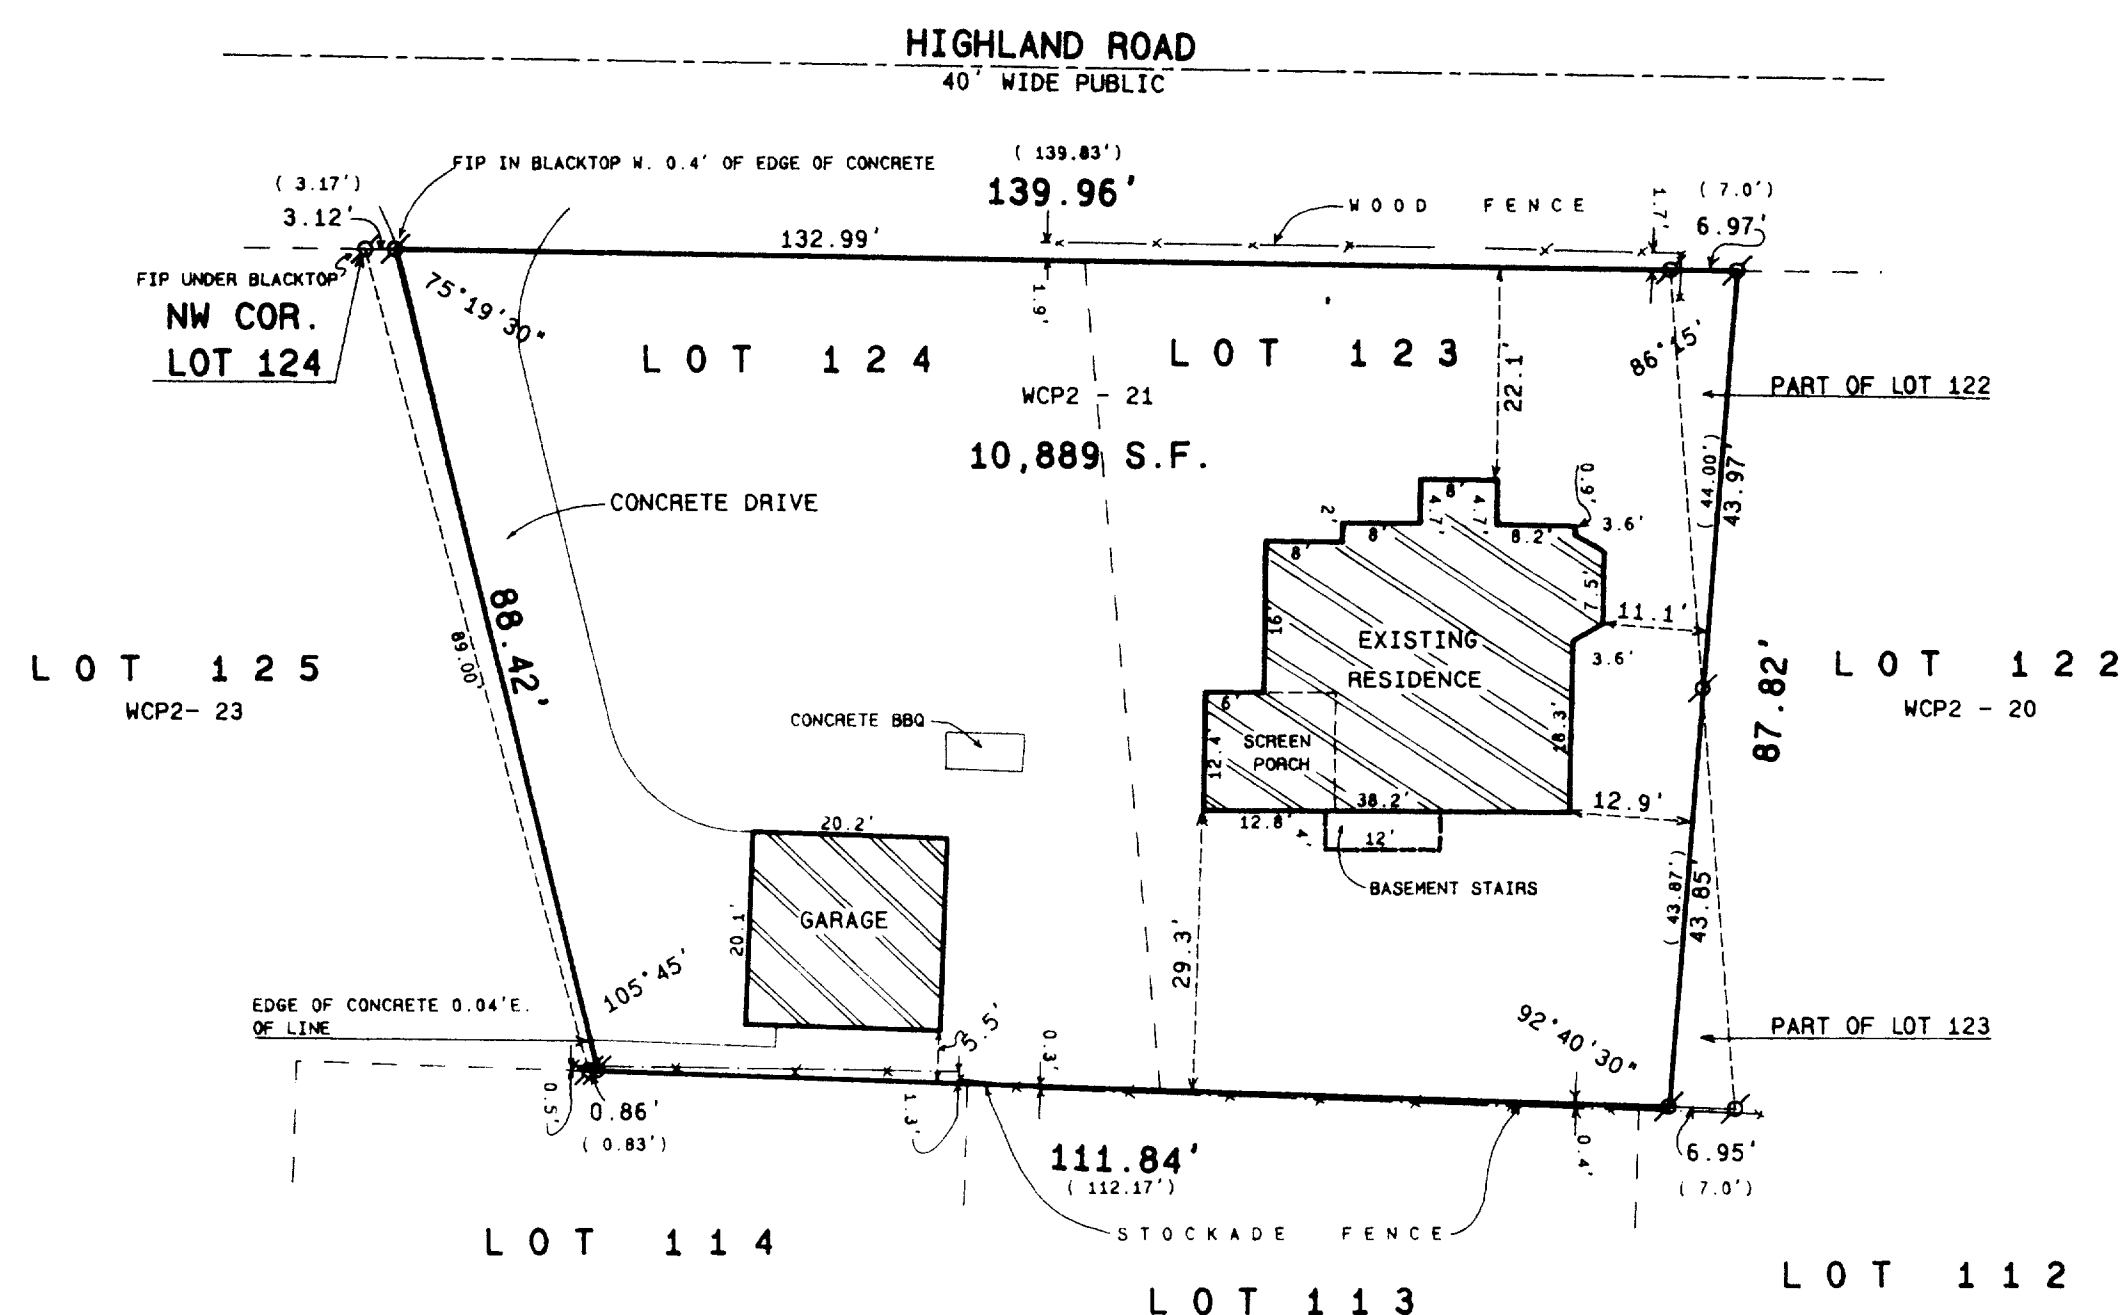 HIGHLAND ROAD
40' WIDE PUBLIC
FIP IN BLACKTOP W. 0.4' OF EDGE OF CONCRETE
( 139.83')
139.96'
( 3.17')
3.12'
132.99'
WOOD FENCE
1.7'
( 7.0')
6.97'
FIP UNDER BLACKTOP
NW COR.
LOT 124
75°19'30"
1.9'
LOT 124
LOT 123
86°15'
22.1'
PART OF LOT 122
WCP2 - 21
10,889 S.F.
( 44.00')
43.97'
CONCRETE DRIVE
8'
4.7'
4.7'
0.9'
3.6'
2'
8'
8.2'
8'
7.5'
11.1'
16'
EXISTING
RESIDENCE
3.6'
88.42'
89.00'
LOT 125
WCP2- 23
LOT 122
WCP2 - 20
87.82'
6'
CONCRETE BBQ
SCREEN
PORCH
12.4'
18.3'
38.2'
12.9'
12.8'
4'
12'
BASEMENT STAIRS
20.2'
20.1'
GARAGE
( 43.87')
43.85'
29.3'
105°45'
EDGE OF CONCRETE 0.04'E.
OF LINE
5.5'
0.3'
92°40'30"
PART OF LOT 123
0.5'
0.86'
( 0.83')
1.3'
111.84'
( 112.17')
0.4'
6.95'
( 7.0')
STOCKADE FENCE
LOT 114
LOT 113
LOT 112